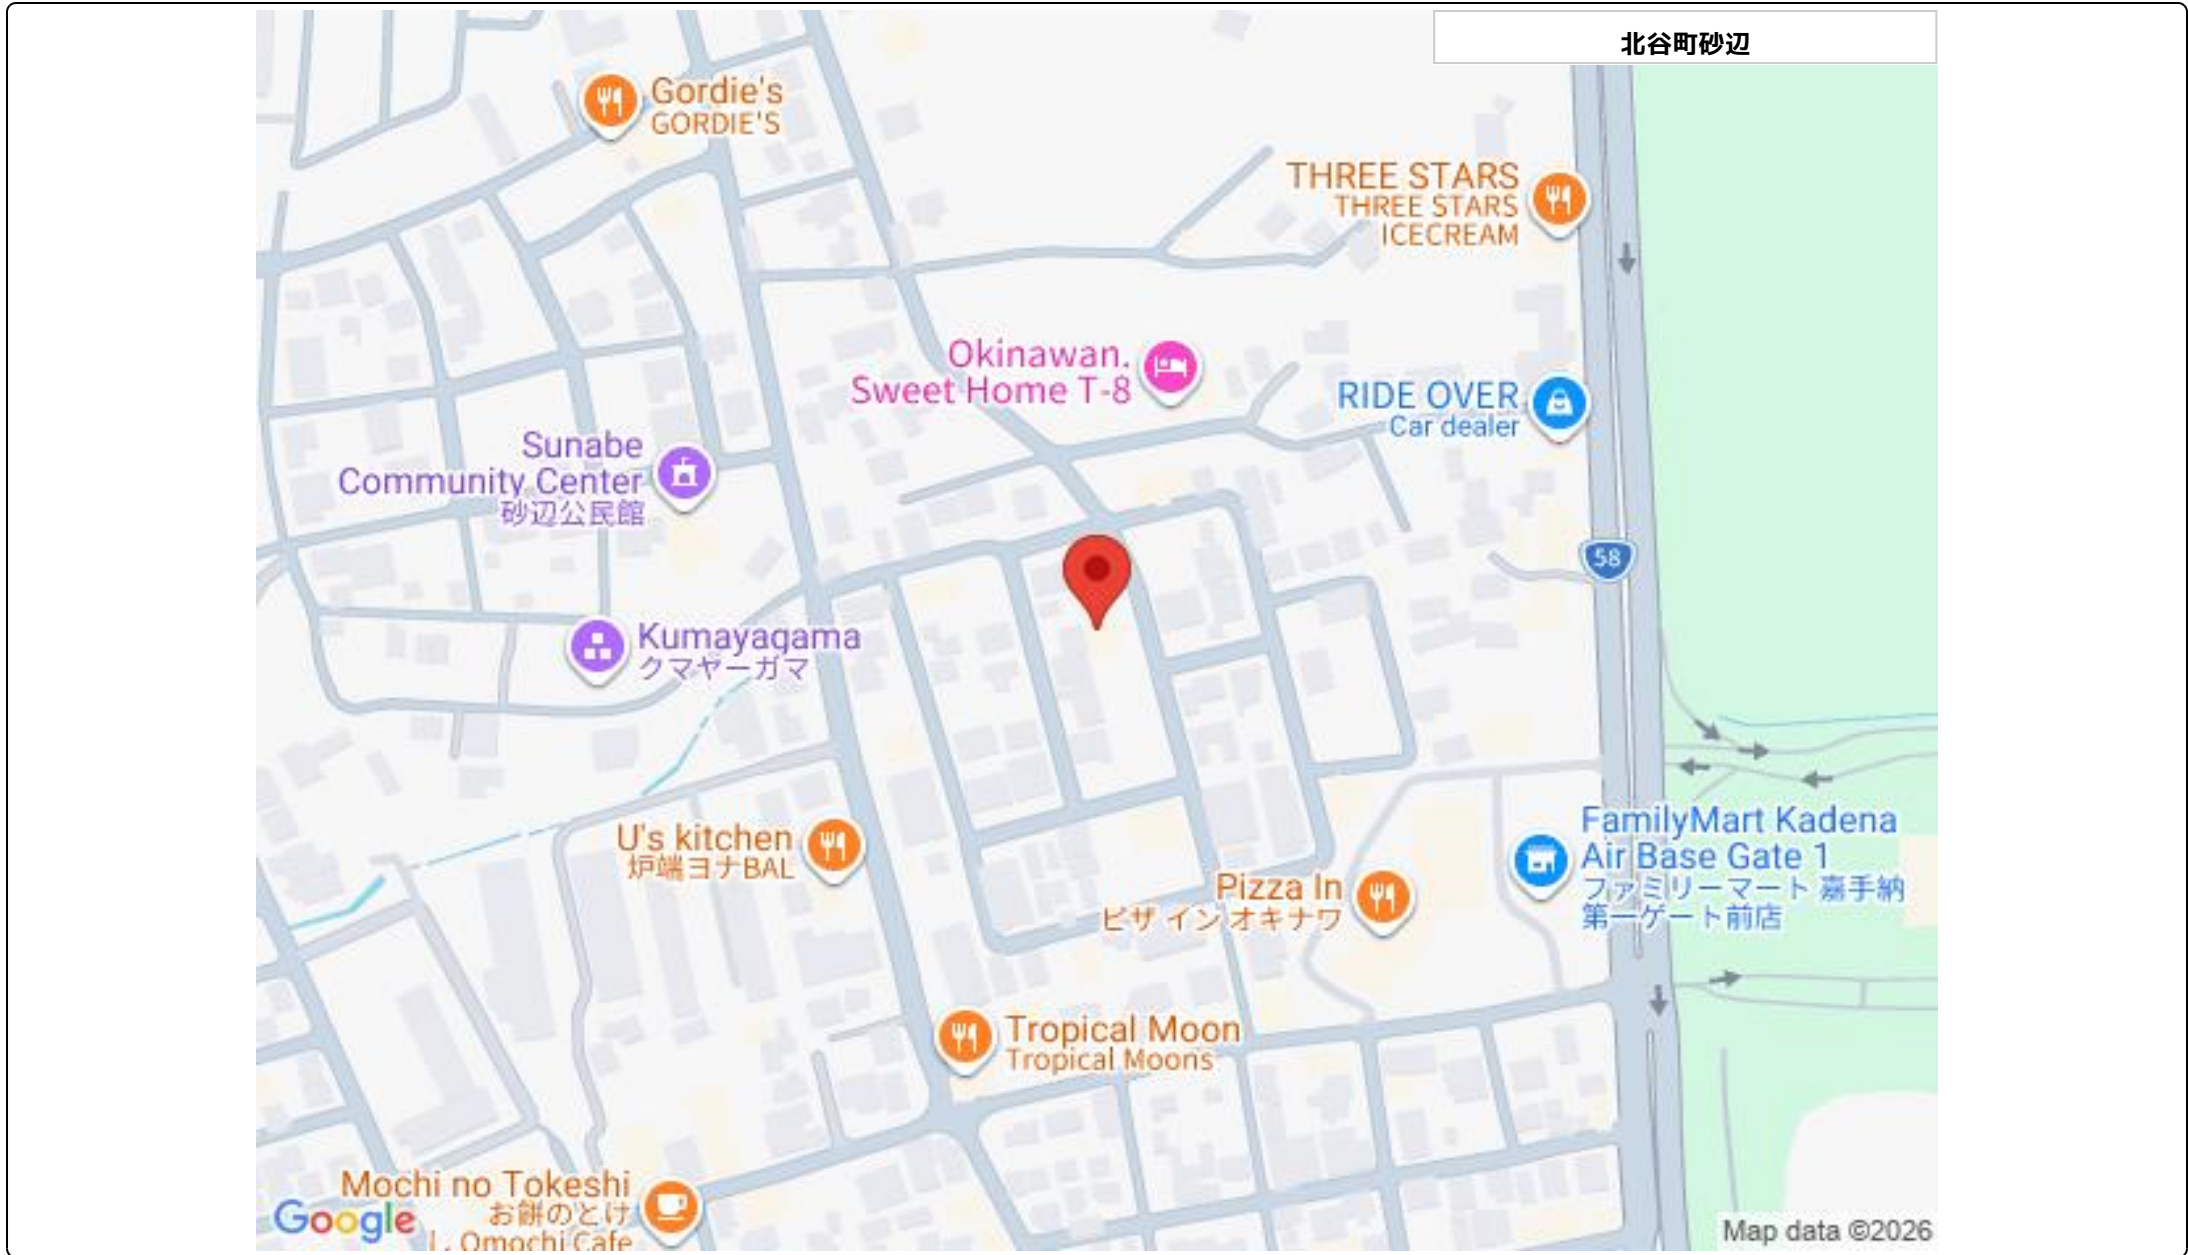 北谷町砂辺
Gordie's
GORDIE'S
THREE STARS
THREE STARS
ICECREAM
Okinawan.
Sweet Home T-8
RIDE OVER
Car dealer
Sunabe
Community Center
砂辺公民館
58
Kumayagama
クマヤーガマ
U's kitchen
炉端ヨナBAL
FamilyMart Kadena
Air Base Gate 1
ファミリーマート 嘉手納
第一ゲート前店
Pizza In
ピザ イン オキナワ
Tropical Moon
Tropical Moons
Mochi no Tokeshi
お餅のとけ
し Omochi Cafe
Google
Map data ©2026